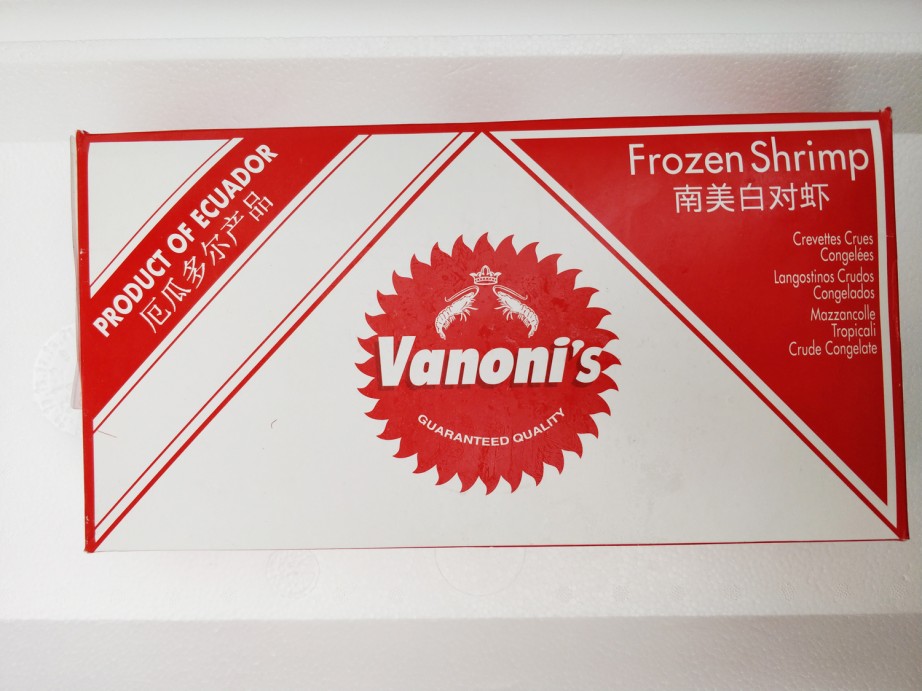 PRODUCT OF ECUADOR
厄瓜多尔产品
Frozen Shrimp
南美白对虾
Crevettes Crues
Congelées
Langostinos Crudos
Congelados
Mazzancolle
Tropicali
Crude Congelate
Vanoni's
GUARANTEED QUALITY